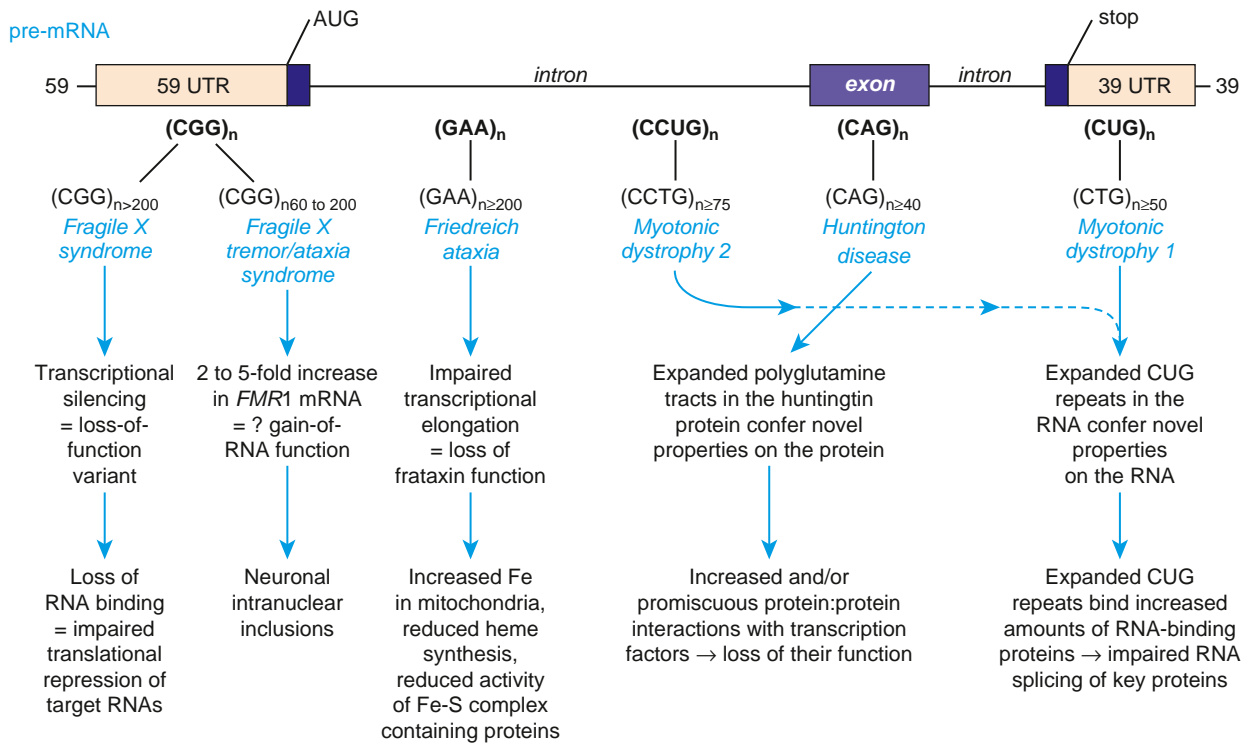 pre-mRNA
AUG
stop
59
59 UTR
intron
exon
intron
39 UTR
39
(CGG)n
(GAA)n
(CCUG)n
(CAG)n
(CUG)n
(CGG)n>200
Fragile X
syndrome
(CGG)n60 to 200
Fragile X
tremor/ataxia
syndrome
(GAA)n≥200
Friedreich
ataxia
(CCTG)n≥75
Myotonic
dystrophy 2
(CAG)n≥40
Huntington
disease
(CTG)n≥50
Myotonic
dystrophy 1
Transcriptional
silencing
= loss-of-
function
variant
2 to 5-fold increase
in FMR1 mRNA
= ? gain-of-
RNA function
Impaired
transcriptional
elongation
= loss of
frataxin function
Expanded polyglutamine
tracts in the huntingtin
protein confer novel
properties on the protein
Expanded CUG
repeats in the
RNA confer novel
properties
on the RNA
Loss of
RNA binding
= impaired
translational
repression of
target RNAs
Neuronal
intranuclear
inclusions
Increased Fe
in mitochondria,
reduced heme
synthesis,
reduced activity
of Fe-S complex
containing proteins
Increased and/or
promiscuous protein:protein
interactions with transcription
factors → loss of their function
Expanded CUG
repeats bind increased
amounts of RNA-binding
proteins → impaired RNA
splicing of key proteins